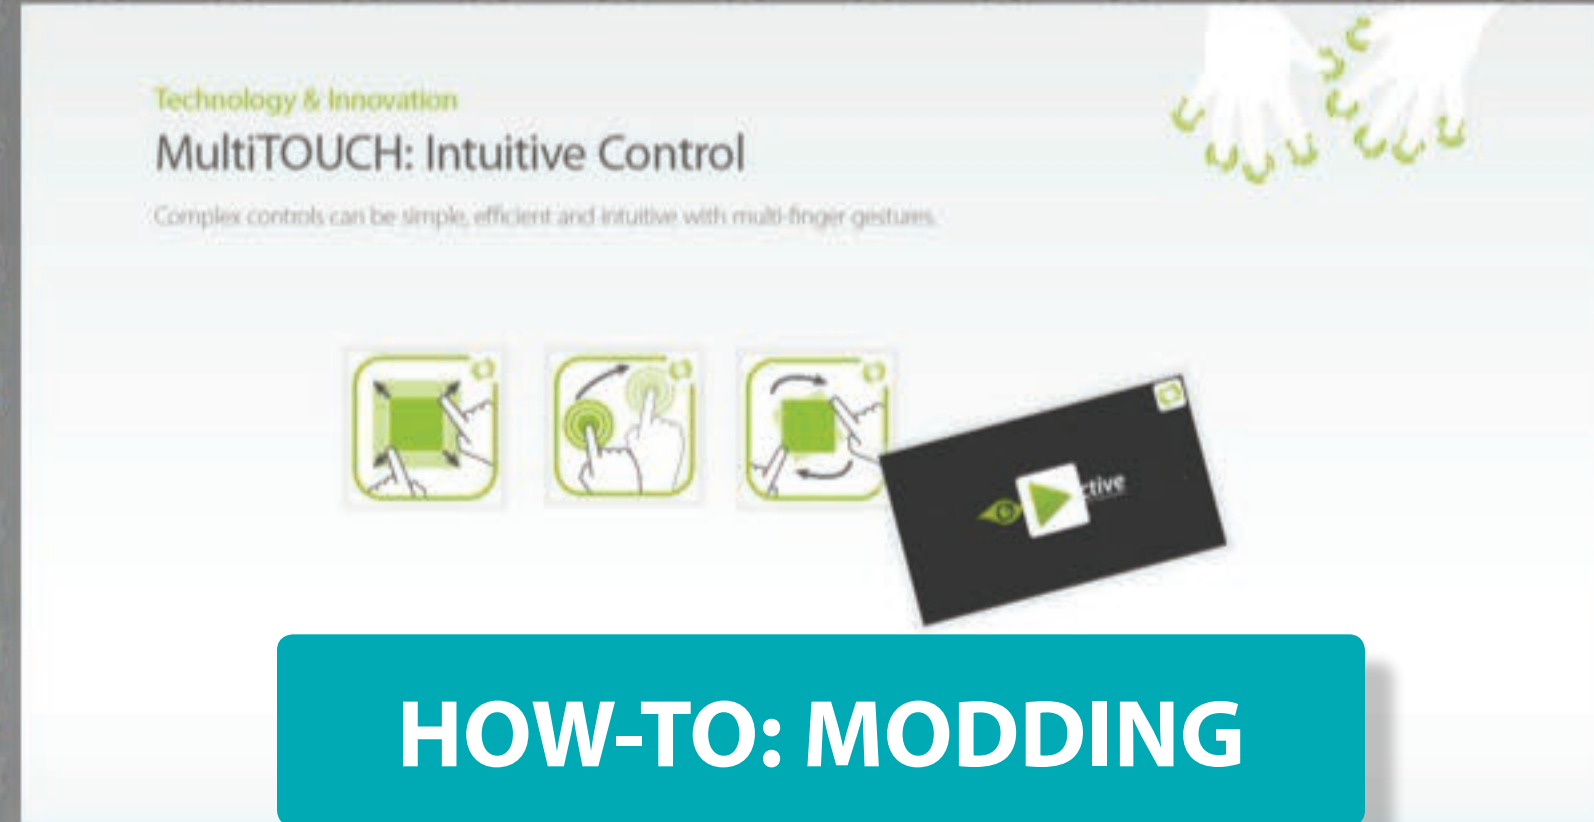 Technology & Innovation
MultiTOUCH: Intuitive Control
Complex controls can be simple, efficient and intuitive with multi-finger gestures.
ctive
HOW-TO: MODDING